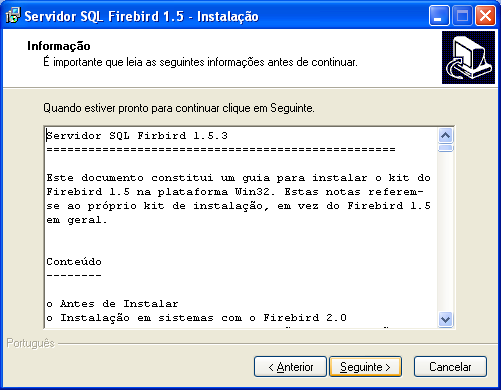 Servidor SQL Firebird 1.5 - Instalação
Informação
É importante que leia as seguintes informações antes de continuar.
Quando estiver pronto para continuar clique em Seguinte.
Servidor SQL Firbird 1.5.3
==================================================
Este documento constitui um guia para instalar o kit do
Firebird 1.5 na plataforma Win32. Estas notas referem-
se ao próprio kit de instalação, em vez do Firebird 1.5
em geral.
Conteúdo
--------
o Antes de Instalar
o Instalação em sistemas com o Firebird 2.0
Português
< Anterior
Seguinte >
Cancelar